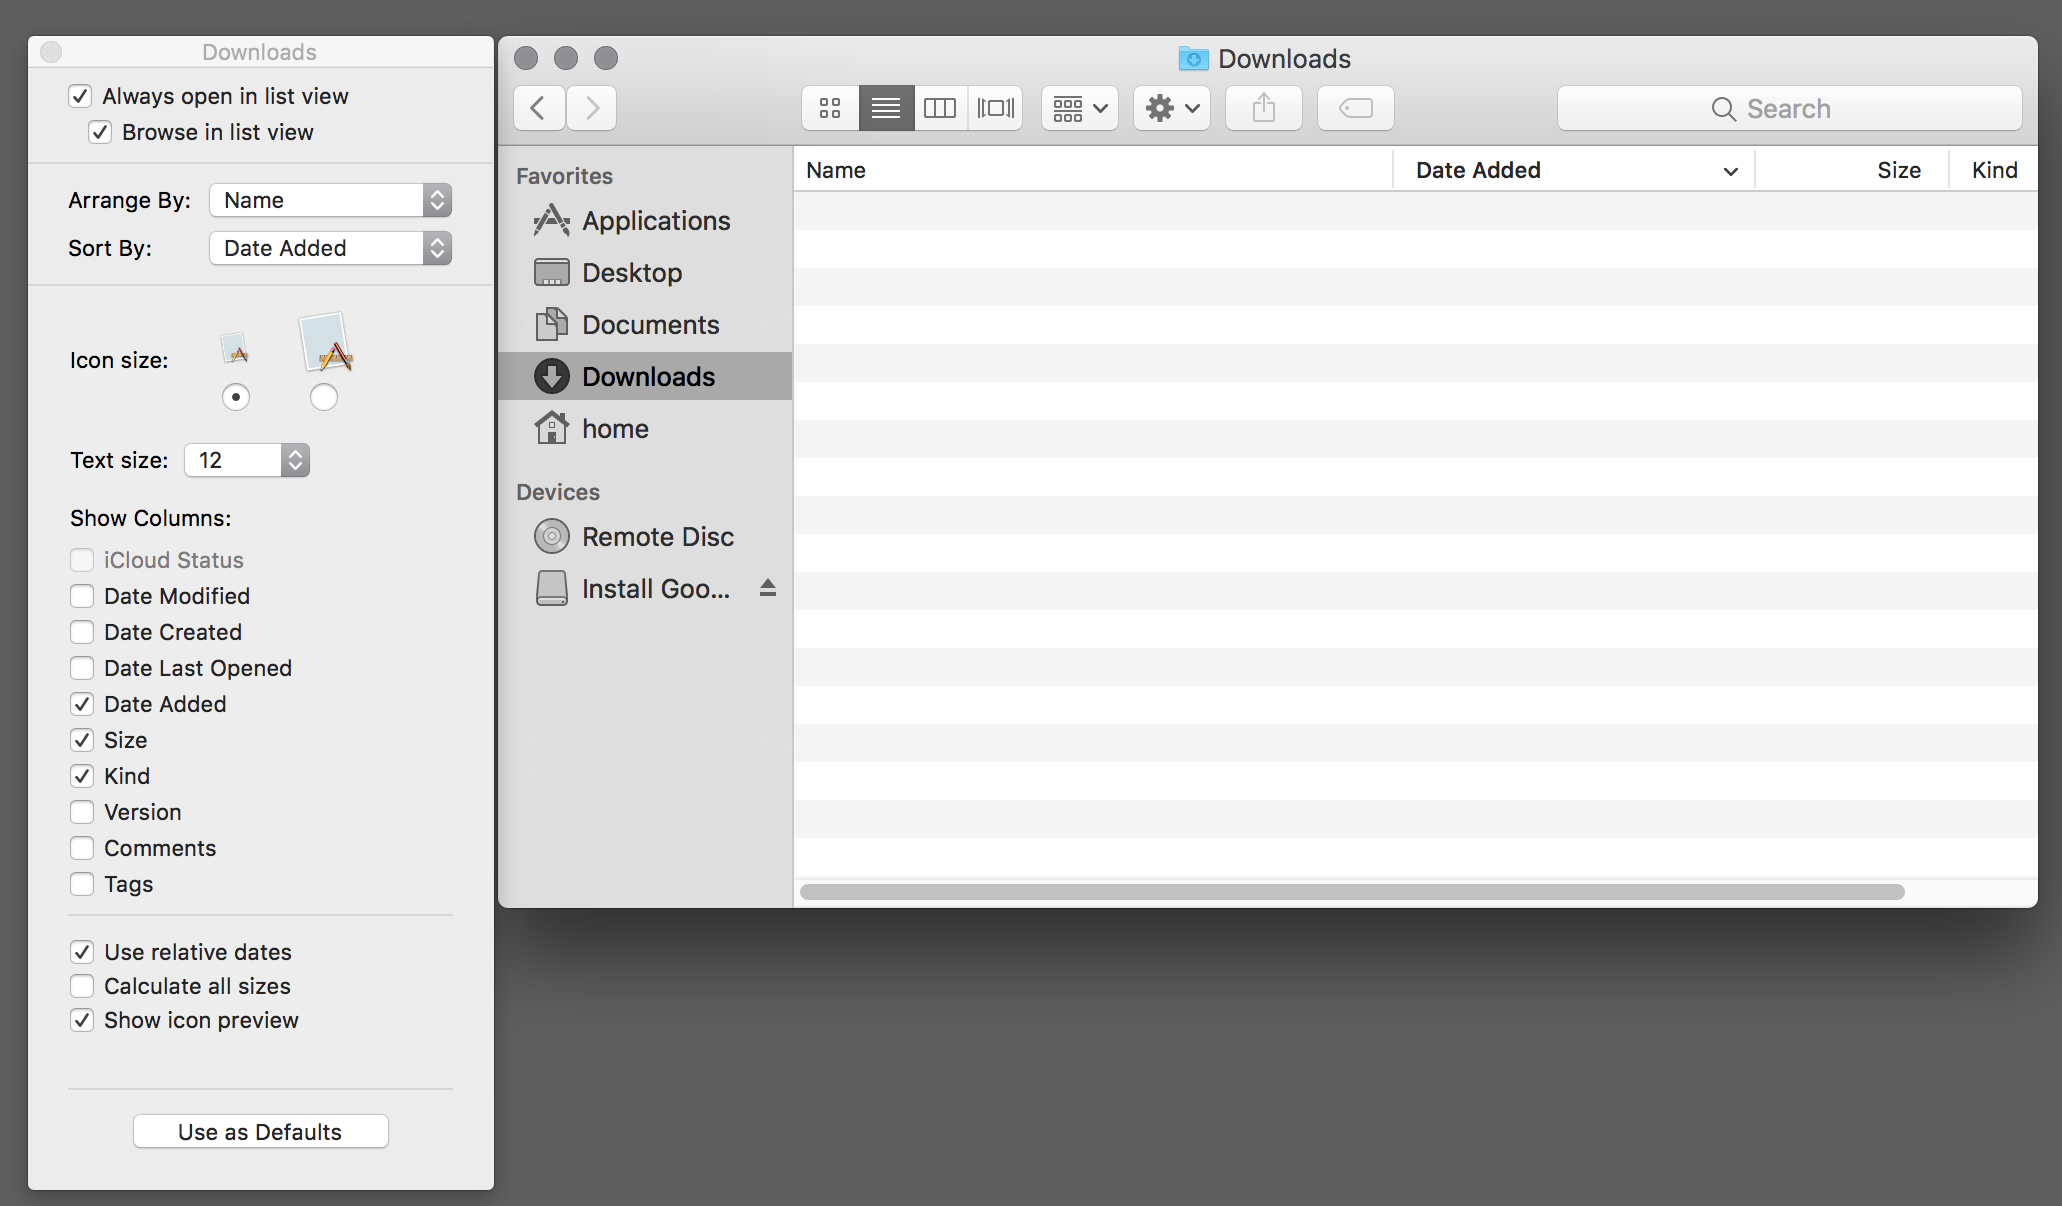 Downloads
Always open in list view
Browse in list view
Arrange By: Name
Sort By: Date Added
Icon size:
Text size: 12
Show Columns:
iCloud Status
Date Modified
Date Created
Date Last Opened
Date Added
Size
Kind
Version
Comments
Tags
Use relative dates
Calculate all sizes
Show icon preview
Use as Defaults
Downloads
Search
Favorites
Applications
Desktop
Documents
Downloads
home
Devices
Remote Disc
Install Goo...
Name Date Added Size Kind